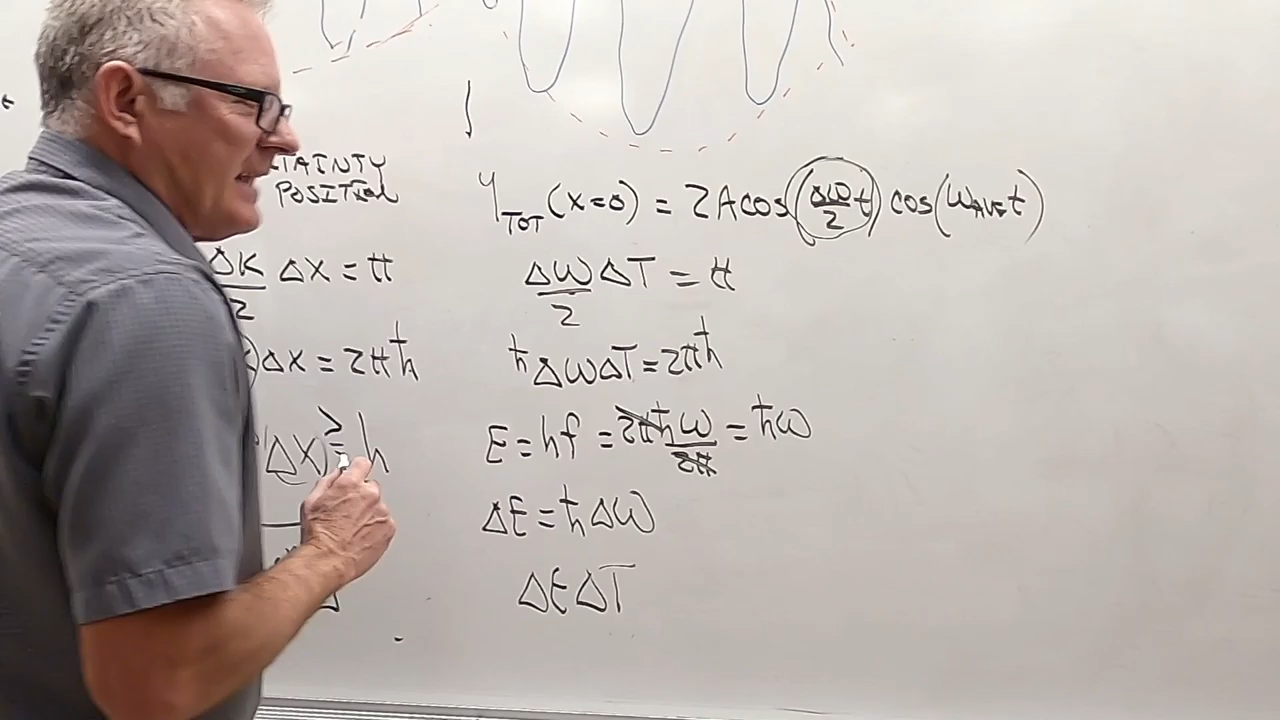 TAINTY
POSITION
ΔK/2 ΔX = π
ΔX = 2πħ
ΔX ≥ h
y_TOT (x=0) = 2A cos(Δω/2 t) cos(ω_AVE t)
Δω/2 ΔT = π
ħ Δω ΔT = 2πħ
E = hf = 2πħω/2π = ħω
ΔE = ħΔω
ΔE ΔT